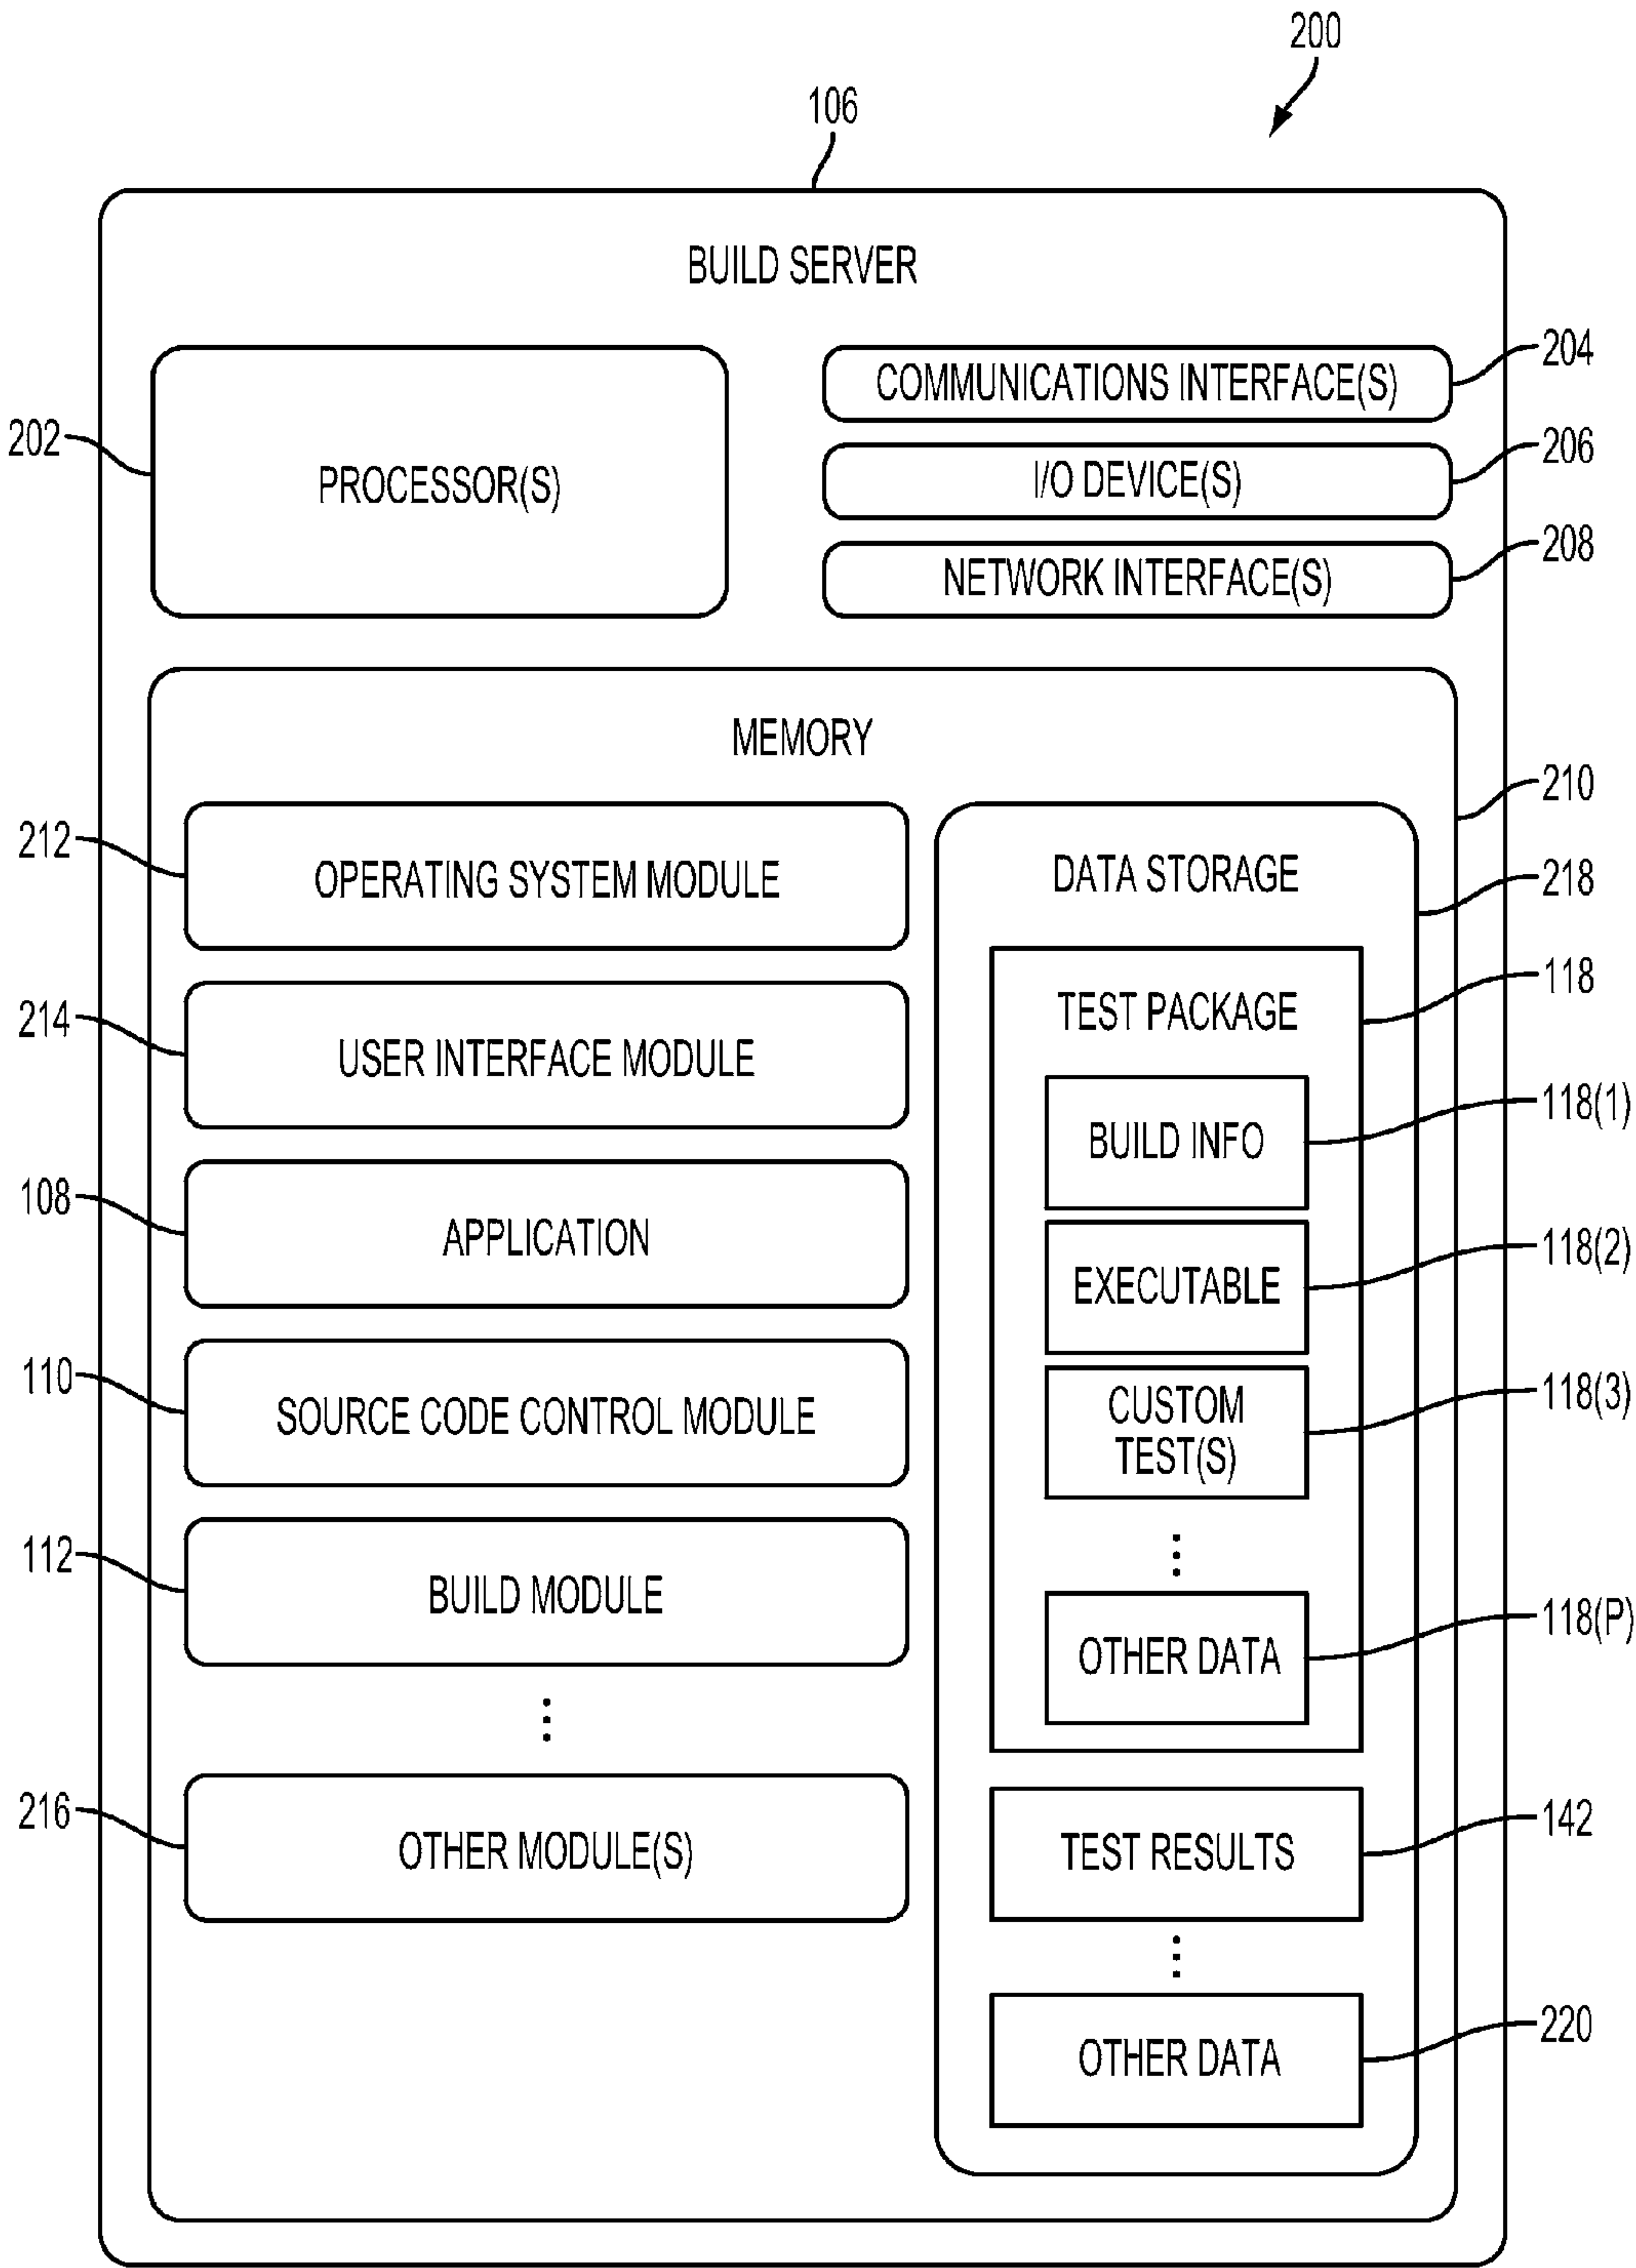 200
106
BUILD SERVER
204
COMMUNICATIONS INTERFACE(S)
202
PROCESSOR(S)
206
I/O DEVICE(S)
208
NETWORK INTERFACE(S)
MEMORY
210
212
OPERATING SYSTEM MODULE
214
USER INTERFACE MODULE
108
APPLICATION
110
SOURCE CODE CONTROL MODULE
112
BUILD MODULE
216
OTHER MODULE(S)
DATA STORAGE
218
TEST PACKAGE
118
BUILD INFO
118(1)
EXECUTABLE
118(2)
CUSTOM
TEST(S)
118(3)
OTHER DATA
118(P)
TEST RESULTS
142
OTHER DATA
220